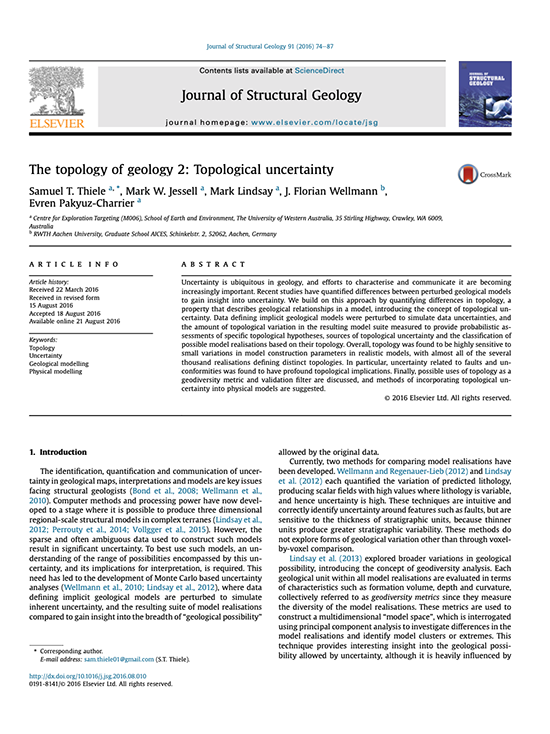 Journal of Structural Geology 91 (2016) 74–87
Contents lists available at ScienceDirect
Journal of Structural Geology
journal homepage: www.elsevier.com/locate/jsg
ELSEVIER
JOURNAL OF
STRUCTURAL
GEOLOGY
The topology of geology 2: Topological uncertainty
CrossMark
Samuel T. Thiele a, *, Mark W. Jessell a, Mark Lindsay a, J. Florian Wellmann b,
Evren Pakyuz-Charrier a
a Centre for Exploration Targeting (M006), School of Earth and Environment, The University of Western Australia, 35 Stirling Highway, Crawley, WA 6009,
Australia
b RWTH Aachen University, Graduate School AICES, Schinkelstr. 2, 52062, Aachen, Germany
ARTICLE INFO
Article history:
Received 22 March 2016
Received in revised form
15 August 2016
Accepted 18 August 2016
Available online 21 August 2016
Keywords:
Topology
Uncertainty
Geological modelling
Physical modelling
ABSTRACT
Uncertainty is ubiquitous in geology, and efforts to characterise and communicate it are becoming
increasingly important. Recent studies have quantified differences between perturbed geological models
to gain insight into uncertainty. We build on this approach by quantifying differences in topology, a
property that describes geological relationships in a model, introducing the concept of topological un-
certainty. Data defining implicit geological models were perturbed to simulate data uncertainties, and
the amount of topological variation in the resulting model suite measured to provide probabilistic as-
sessments of specific topological hypotheses, sources of topological uncertainty and the classification of
possible model realisations based on their topology. Overall, topology was found to be highly sensitive to
small variations in model construction parameters in realistic models, with almost all of the several
thousand realisations defining distinct topologies. In particular, uncertainty related to faults and un-
conformities was found to have profound topological implications. Finally, possible uses of topology as a
geodiversity metric and validation filter are discussed, and methods of incorporating topological un-
certainty into physical models are suggested.
© 2016 Elsevier Ltd. All rights reserved.
1. Introduction
The identification, quantification and communication of uncer-
tainty in geological maps, interpretations and models are key issues
facing structural geologists (Bond et al., 2008; Wellmann et al.,
2010). Computer methods and processing power have now devel-
oped to a stage where it is possible to produce three dimensional
regional-scale structural models in complex terranes (Lindsay et al.,
2012; Perrouty et al., 2014; Vollgger et al., 2015). However, the
sparse and often ambiguous data used to construct such models
result in significant uncertainty. To best use such models, an un-
derstanding of the range of possibilities encompassed by this un-
certainty, and its implications for interpretation, is required. This
need has led to the development of Monte Carlo based uncertainty
analyses (Wellmann et al., 2010; Lindsay et al., 2012), where data
defining implicit geological models are perturbed to simulate
inherent uncertainty, and the resulting suite of model realisations
compared to gain insight into the breadth of “geological possibility”
* Corresponding author.
E-mail address: sam.thiele01@gmail.com (S.T. Thiele).
allowed by the original data.
Currently, two methods for comparing model realisations have
been developed. Wellmann and Regenauer-Lieb (2012) and Lindsay
et al. (2012) each quantified the variation of predicted lithology,
producing scalar fields with high values where lithology is variable,
and hence uncertainty is high. These techniques are intuitive and
correctly identify uncertainty around features such as faults, but are
sensitive to the thickness of stratigraphic units, because thinner
units produce greater stratigraphic variability. These methods do
not explore forms of geological variation other than through voxel-
by-voxel comparison.
Lindsay et al. (2013) explored broader variations in geological
possibility, introducing the concept of geodiversity analysis. Each
geological unit within all model realisations are evaluated in terms
of characteristics such as formation volume, depth and curvature,
collectively referred to as geodiversity metrics since they measure
the diversity of the model realisations. These metrics are used to
construct a multidimensional “model space”, which is interrogated
using principal component analysis to investigate differences in the
model realisations and identify model clusters or extremes. This
technique provides interesting insight into the geological possi-
bility allowed by uncertainty, although it is heavily influenced by
http://dx.doi.org/10.1016/j.jsg.2016.08.010
0191-8141/© 2016 Elsevier Ltd. All rights reserved.